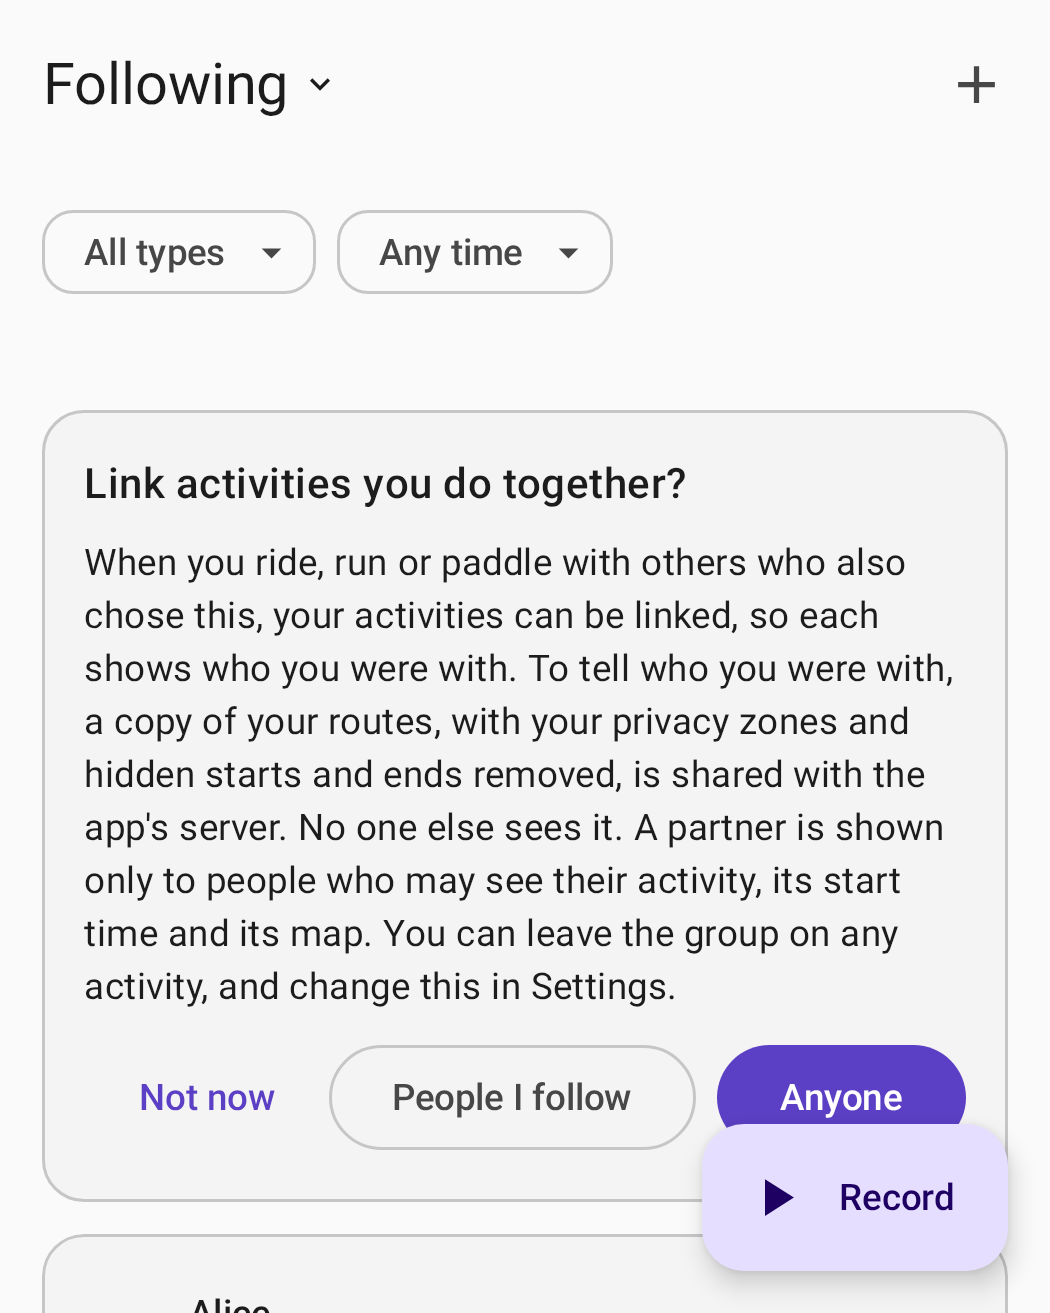 Following
All types
Any time
Link activities you do together?
When you ride, run or paddle with others who also
chose this, your activities can be linked, so each
shows who you were with. To tell who you were with,
a copy of your routes, with your privacy zones and
hidden starts and ends removed, is shared with the
app's server. No one else sees it. A partner is shown
only to people who may see their activity, its start
time and its map. You can leave the group on any
activity, and change this in Settings.
Not now
People I follow
Anyone
Record
Alice